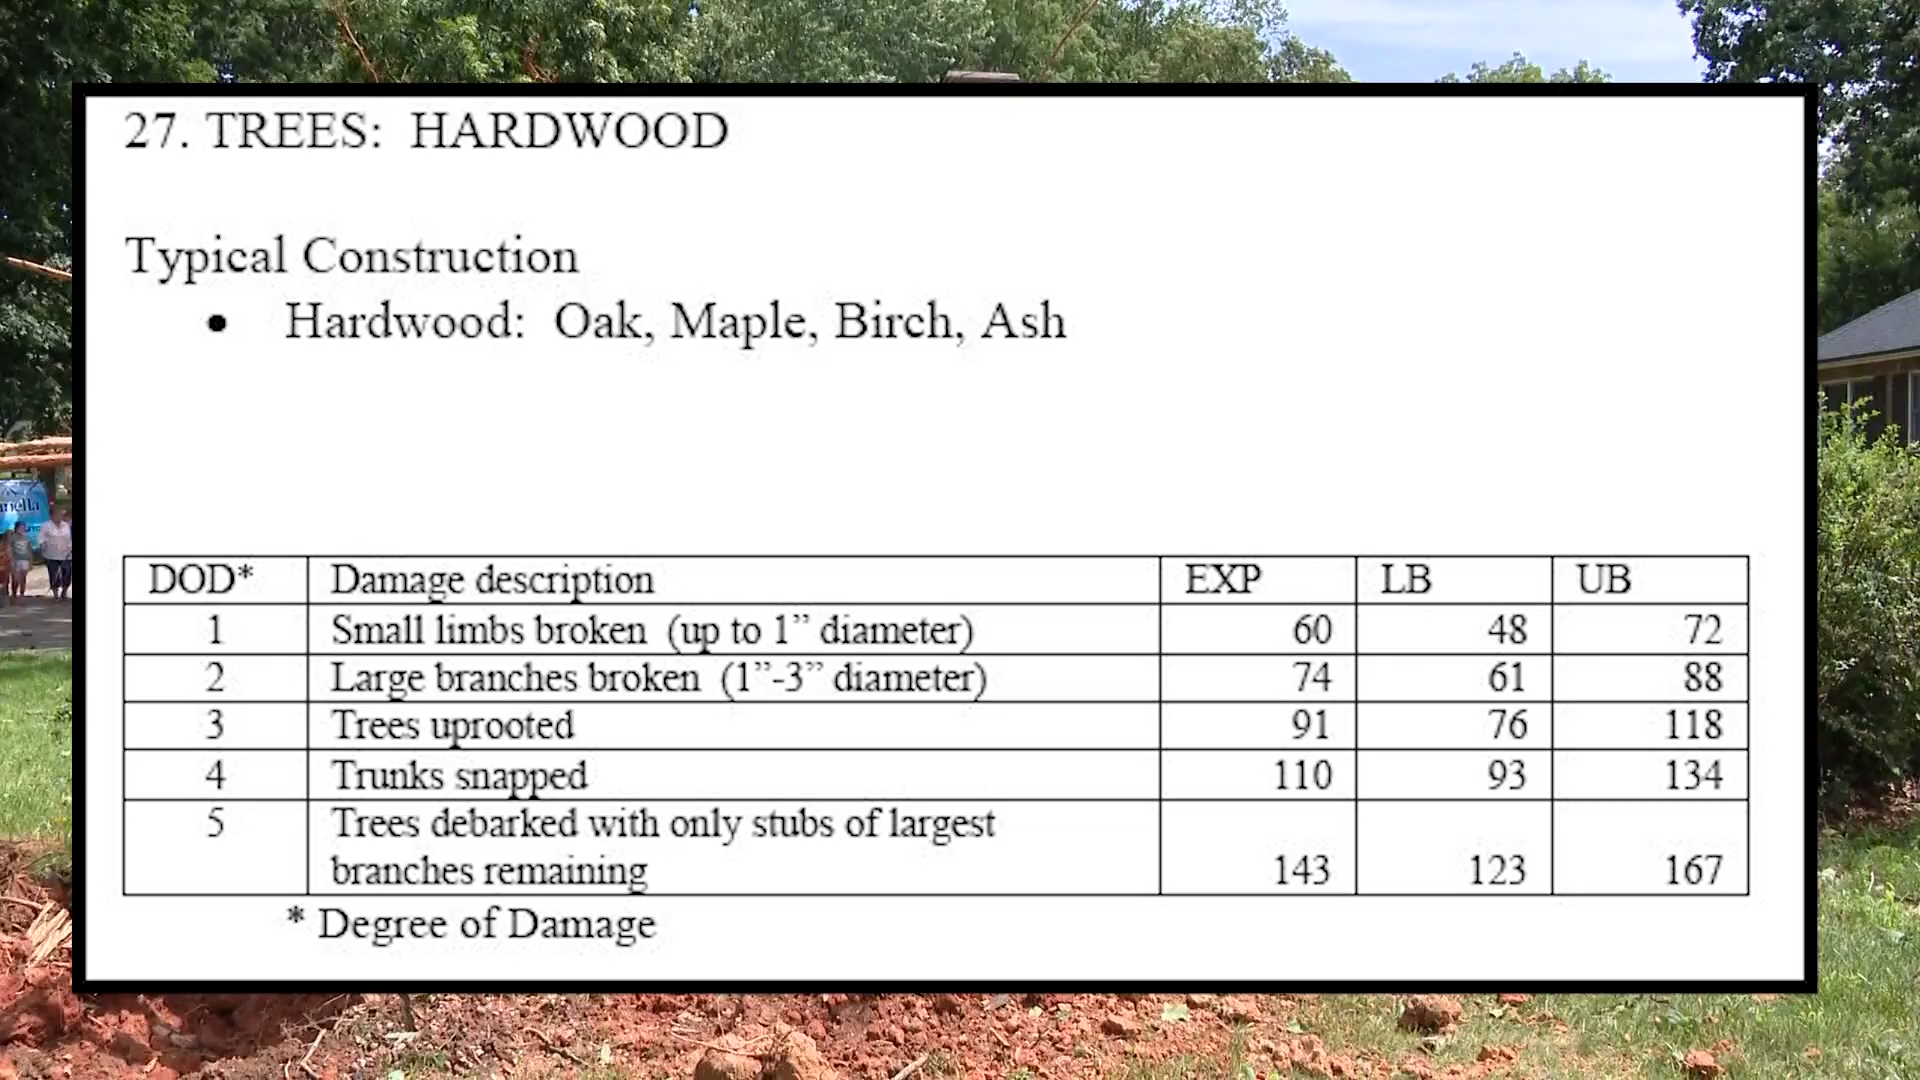 27. TREES: HARDWOOD
Typical Construction
• Hardwood: Oak, Maple, Birch, Ash
DOD* Damage description EXP LB UB
1 Small limbs broken (up to 1” diameter) 60 48 72
2 Large branches broken (1”-3” diameter) 74 61 88
3 Trees uprooted 91 76 118
4 Trunks snapped 110 93 134
5 Trees debarked with only stubs of largest
branches remaining 143 123 167
* Degree of Damage